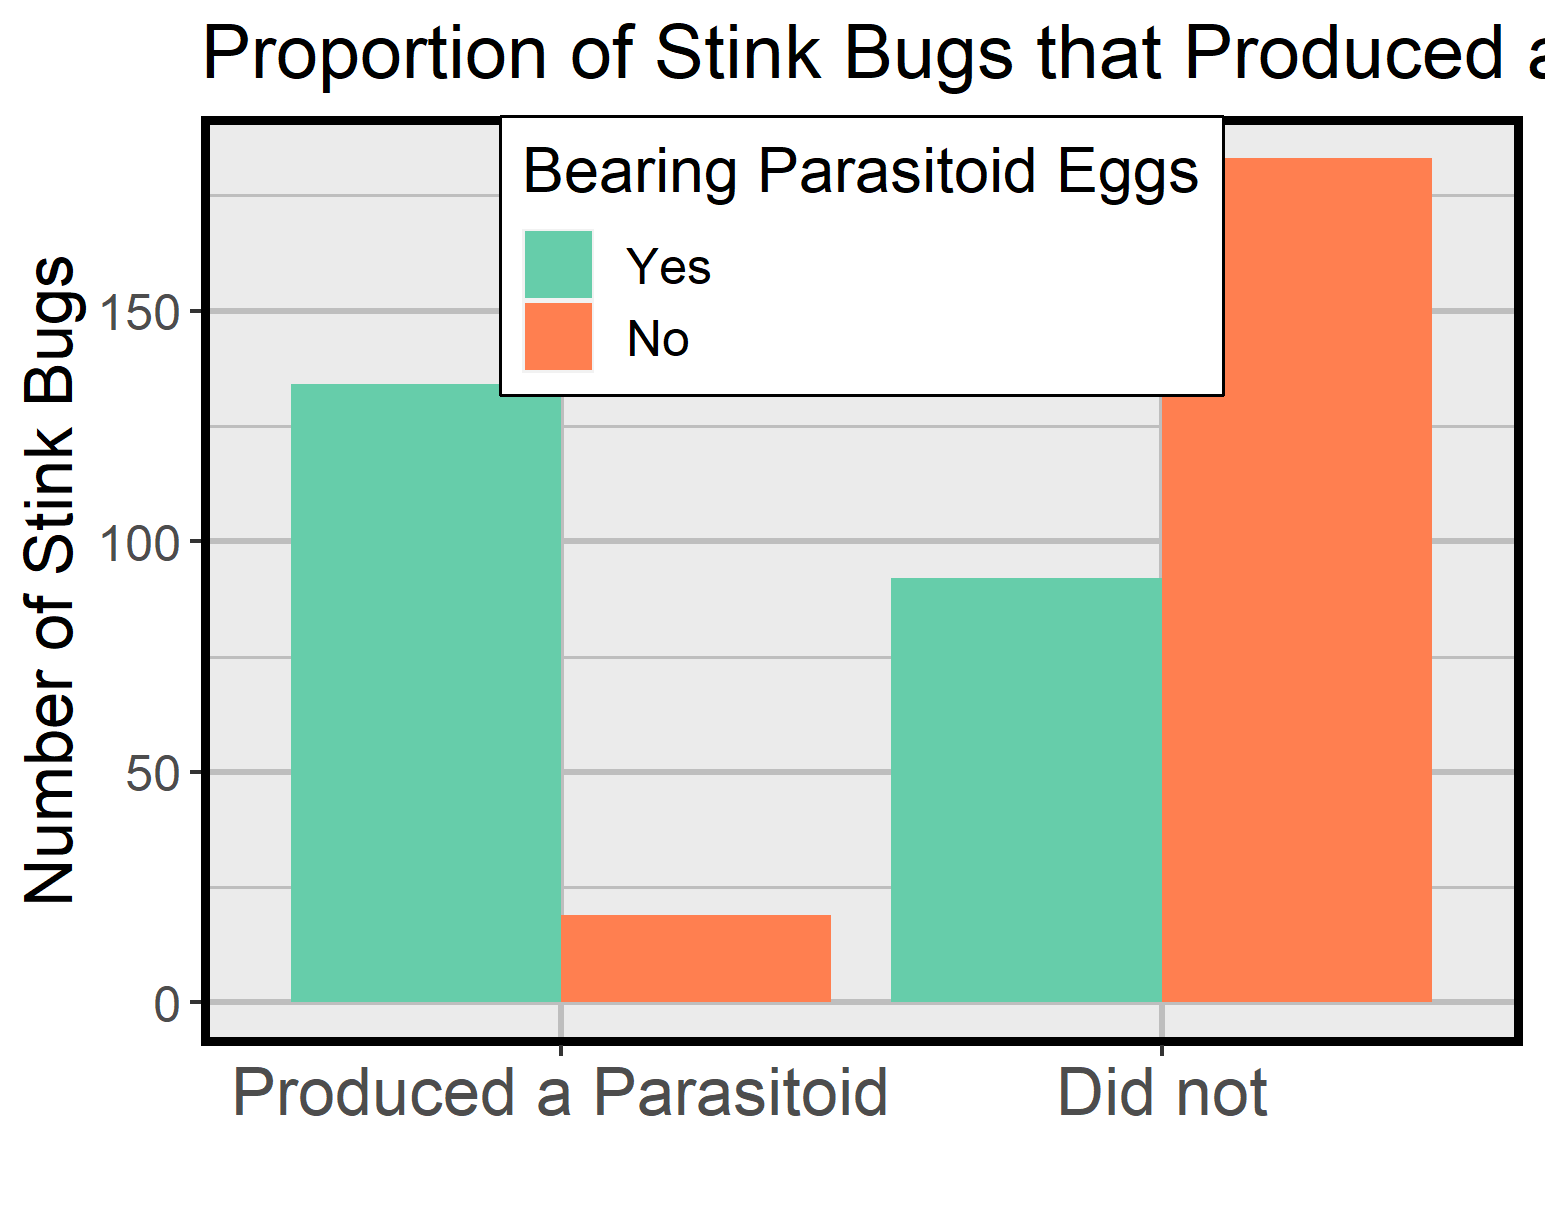 Proportion of Stink Bugs that Produced a
Bearing Parasitoid Eggs
Yes
No
Number of Stink Bugs
150
100
50
0
Produced a Parasitoid
Did not